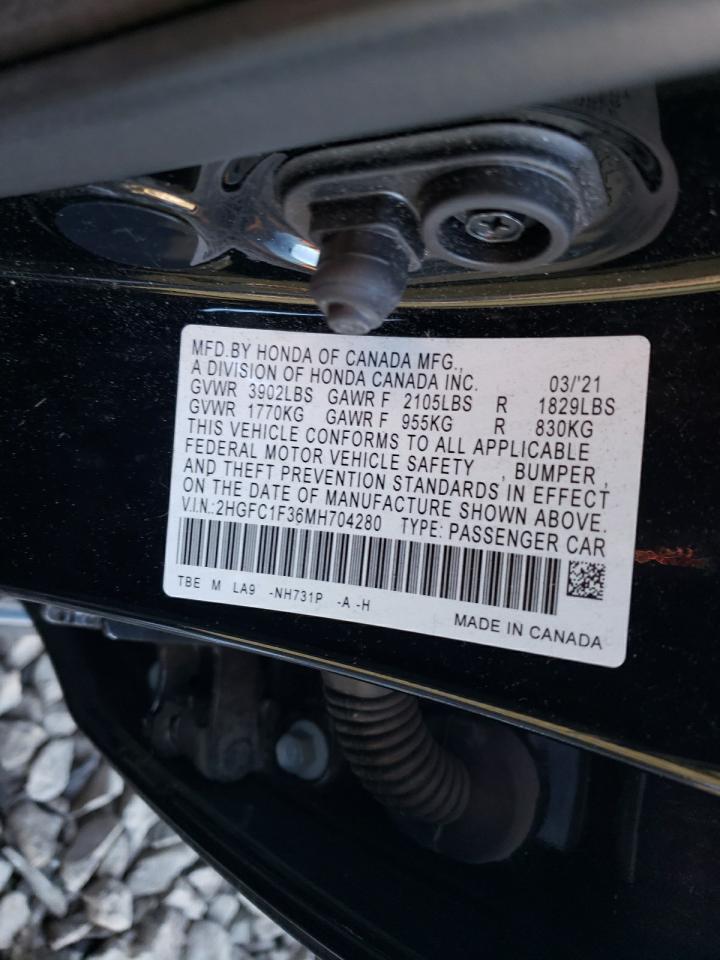 MFD.BY HONDA OF CANADA MFG.,
A DIVISION OF HONDA CANADA INC. 03/'21
GVWR 3902LBS GAWR F 2105LBS R 1829LBS
GVWR 1770KG GAWR F 955KG R 830KG
THIS VEHICLE CONFORMS TO ALL APPLICABLE
FEDERAL MOTOR VEHICLE SAFETY , BUMPER ,
AND THEFT PREVENTION STANDARDS IN EFFECT
ON THE DATE OF MANUFACTURE SHOWN ABOVE.
V.I.N.:2HGFC1F36MH704280 TYPE: PASSENGER CAR
TBE M LA9 -NH731P -A -H
MADE IN CANADA